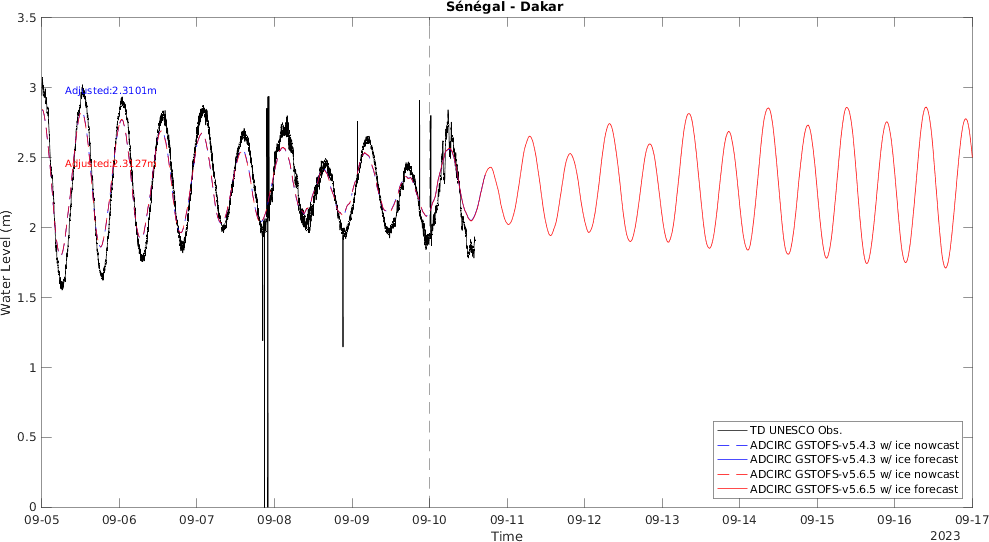 Sénégal - Dakar
3.5
3
2.5
2
1.5
1
0.5
0
Water Level (m)
Adjusted:2.3101m
Adjusted:2.3127m
TD UNESCO Obs.
ADCIRC GSTOFS-v5.4.3 w/ ice nowcast
ADCIRC GSTOFS-v5.4.3 w/ ice forecast
ADCIRC GSTOFS-v5.6.5 w/ ice nowcast
ADCIRC GSTOFS-v5.6.5 w/ ice forecast
09-05 09-06 09-07 09-08 09-09 09-10 09-11 09-12 09-13 09-14 09-15 09-16 09-17
Time
2023